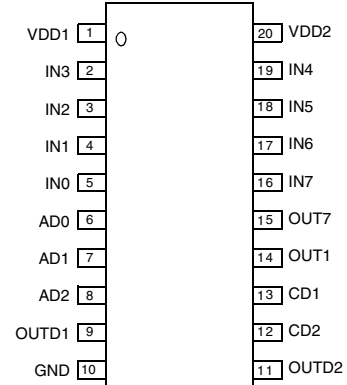 VDD1 1 20 VDD2
IN3 2 19 IN4
IN2 3 18 IN5
IN1 4 17 IN6
IN0 5 16 IN7
AD0 6 15 OUT7
AD1 7 14 OUT1
AD2 8 13 CD1
OUTD1 9 12 CD2
GND 10 11 OUTD2